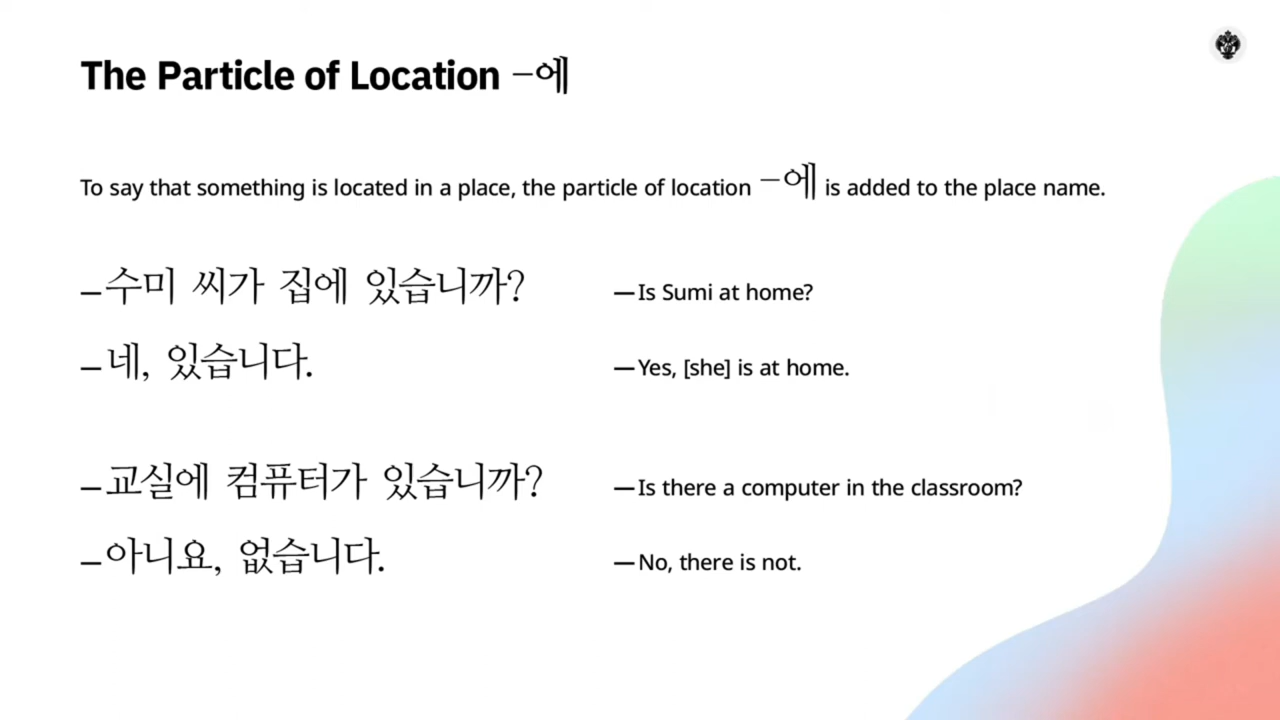 The Particle of Location –에
To say that something is located in a place, the particle of location –에 is added to the place name.
–수미 씨가 집에 있습니까? —Is Sumi at home?
–네, 있습니다. —Yes, [she] is at home.
–교실에 컴퓨터가 있습니까? —Is there a computer in the classroom?
–아니요, 없습니다. —No, there is not.